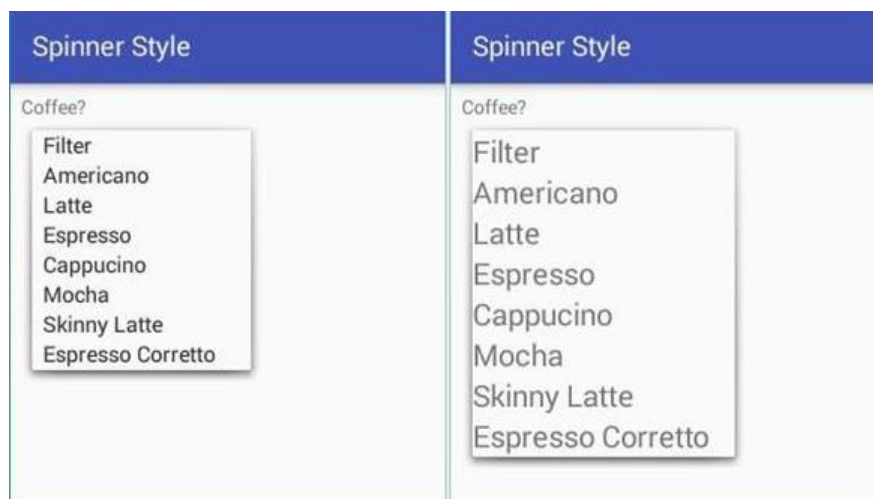 Spinner Style
Coffee?
Filter
Americano
Latte
Espresso
Cappucino
Mocha
Skinny Latte
Espresso Corretto
Spinner Style
Coffee?
Filter
Americano
Latte
Espresso
Cappucino
Mocha
Skinny Latte
Espresso Corretto